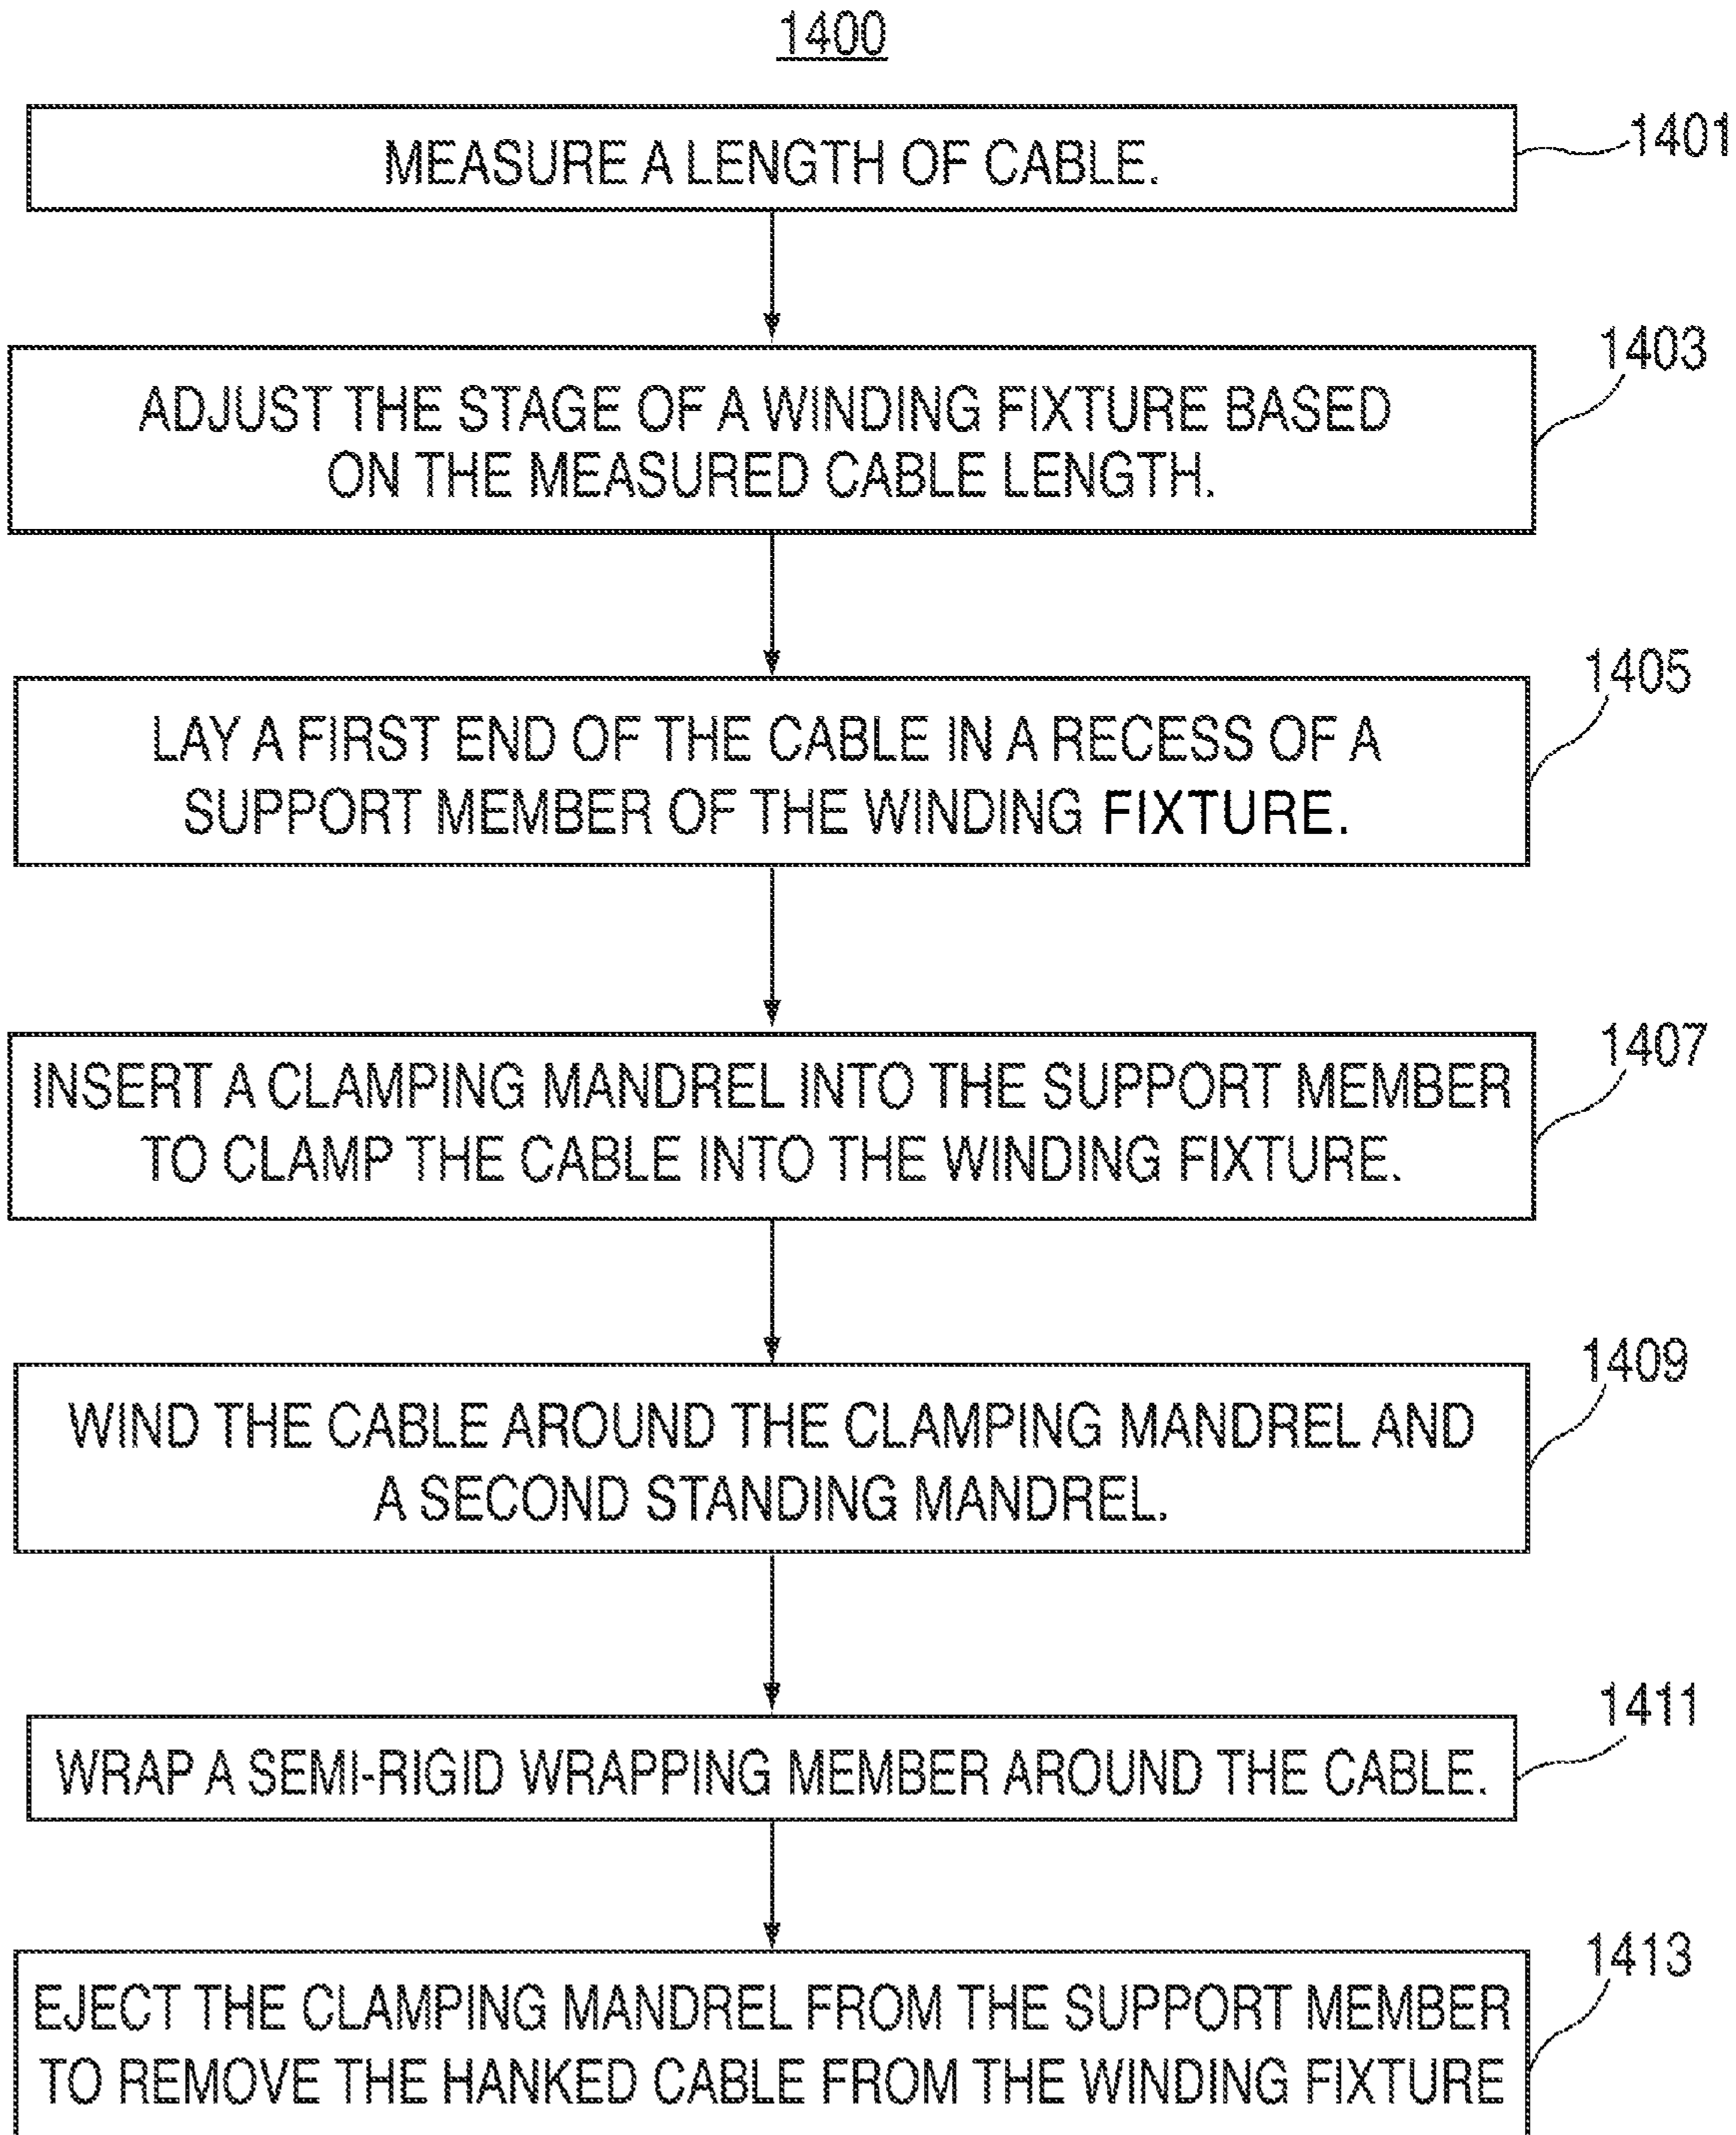 1400
MEASURE A LENGTH OF CABLE.
1401
ADJUST THE STAGE OF A WINDING FIXTURE BASED
ON THE MEASURED CABLE LENGTH.
1403
LAY A FIRST END OF THE CABLE IN A RECESS OF A
SUPPORT MEMBER OF THE WINDING FIXTURE.
1405
INSERT A CLAMPING MANDREL INTO THE SUPPORT MEMBER
TO CLAMP THE CABLE INTO THE WINDING FIXTURE.
1407
WIND THE CABLE AROUND THE CLAMPING MANDREL AND
A SECOND STANDING MANDREL.
1409
WRAP A SEMI-RIGID WRAPPING MEMBER AROUND THE CABLE.
1411
EJECT THE CLAMPING MANDREL FROM THE SUPPORT MEMBER
TO REMOVE THE HANKED CABLE FROM THE WINDING FIXTURE
1413